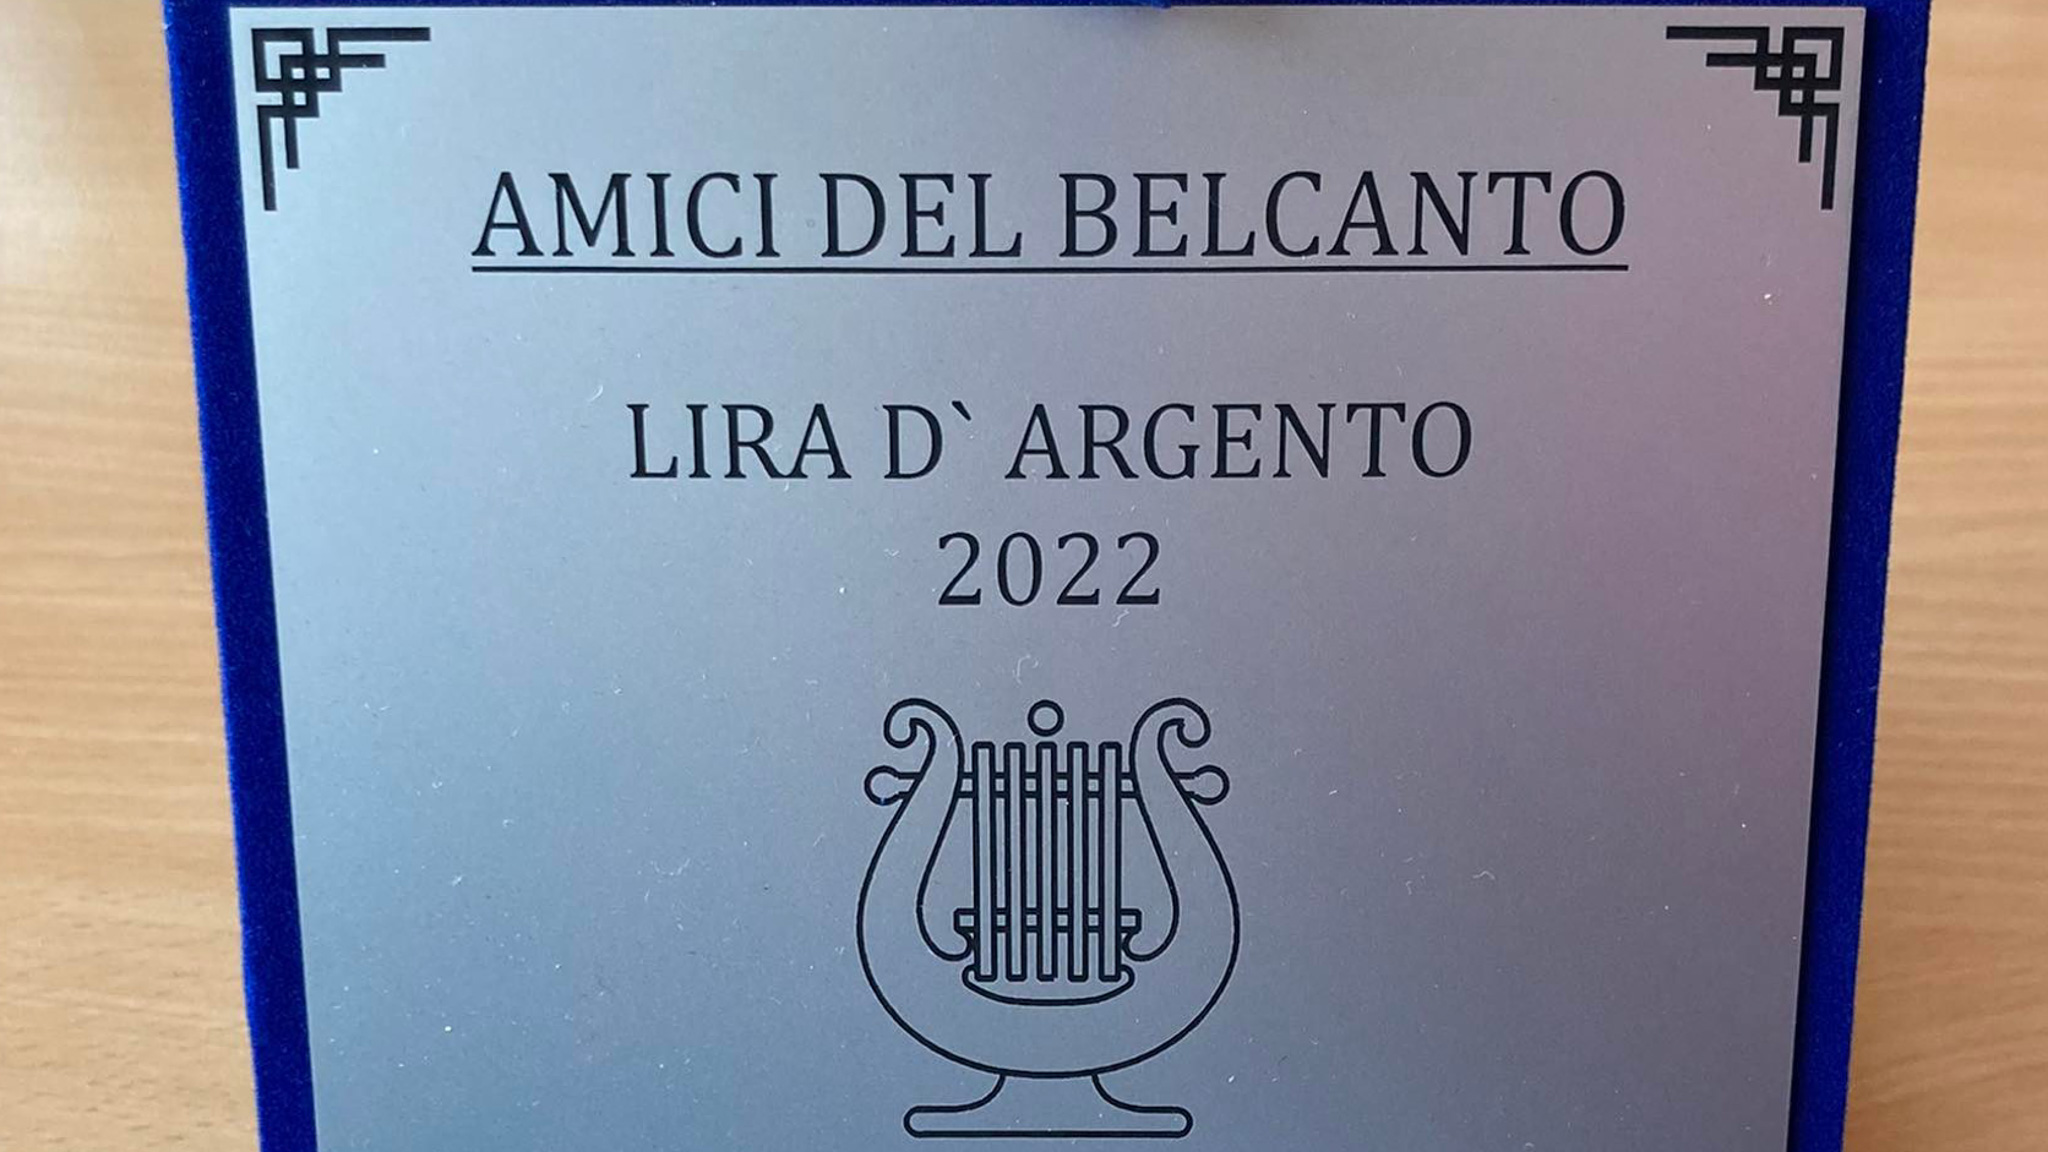 AMICI DEL BELCANTO
LIRA D` ARGENTO
2022